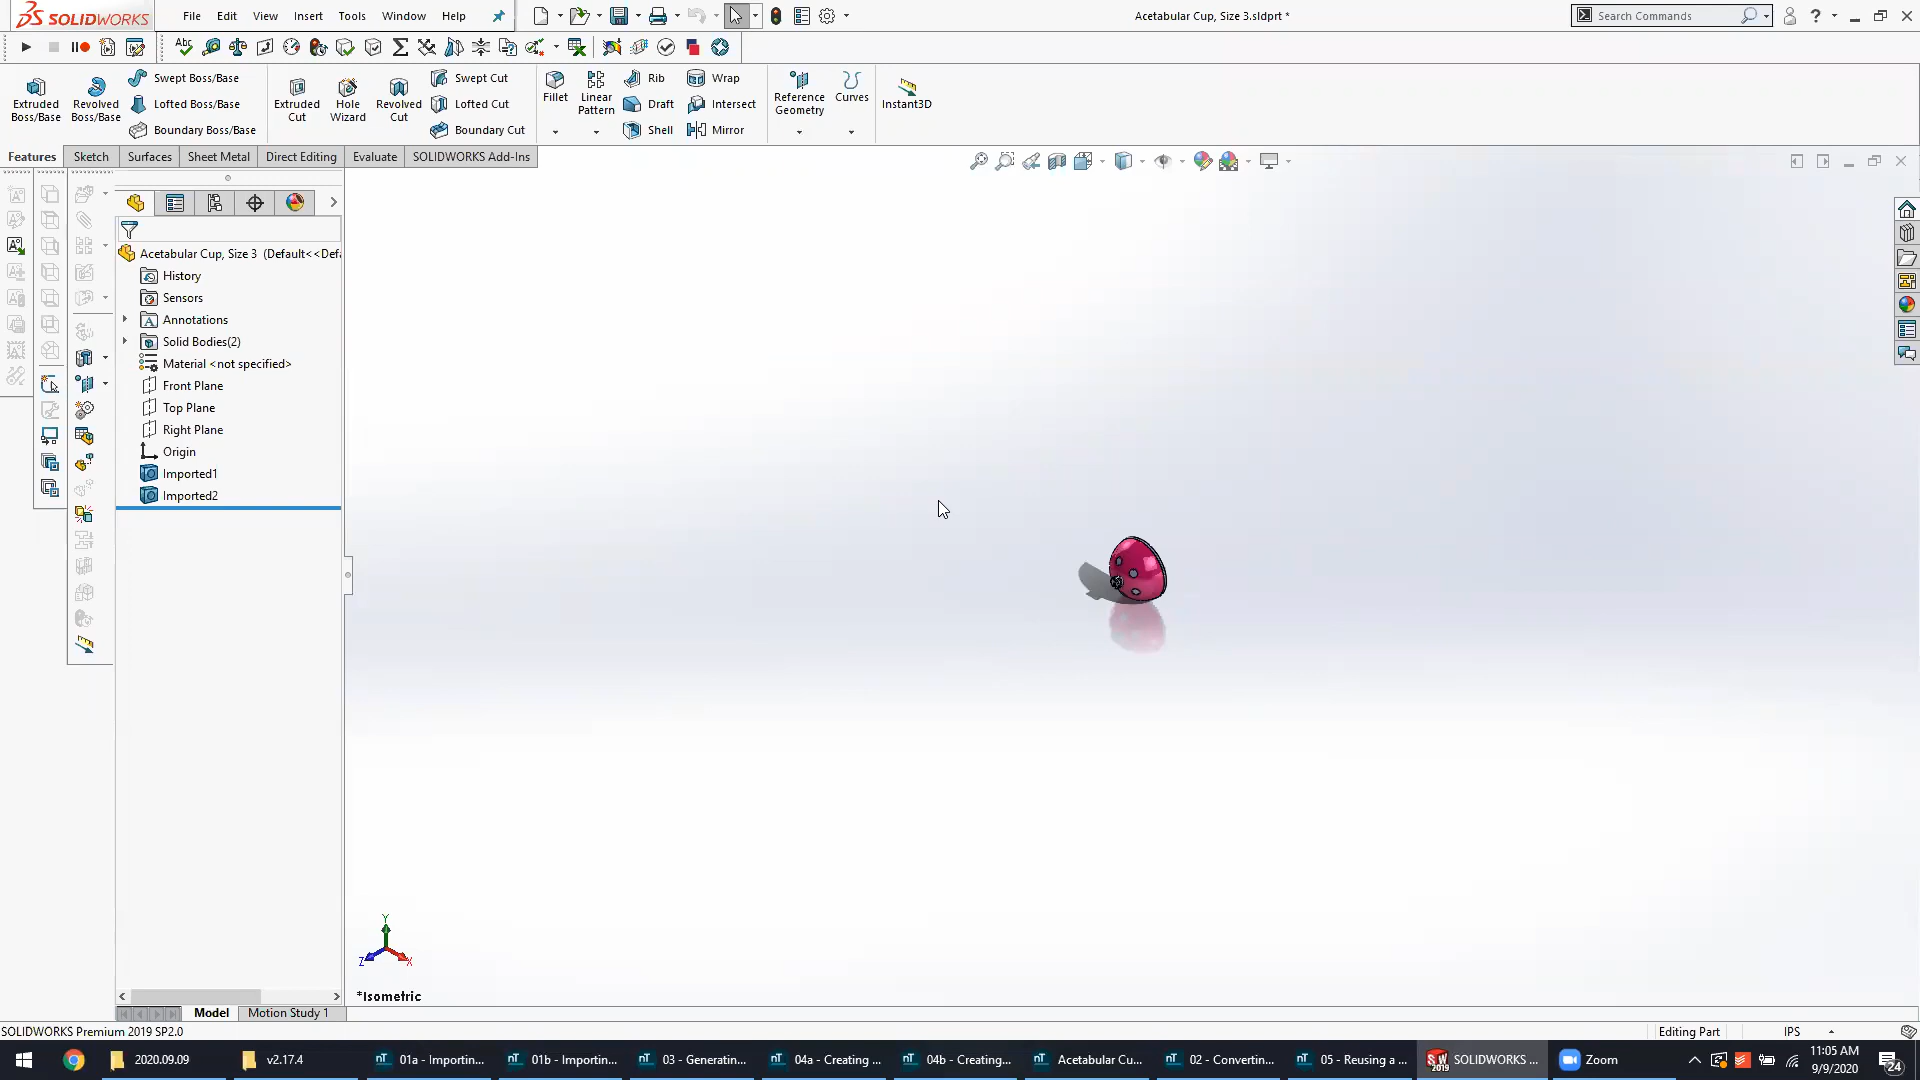 SOLIDWORKS File Edit View Insert Tools Window Help Acetabular Cup, Size 3.sldprt * Search Commands
Extruded Boss/Base
Revolved Boss/Base
Swept Boss/Base
Lofted Boss/Base
Boundary Boss/Base
Extruded Cut
Hole Wizard
Revolved Cut
Swept Cut
Lofted Cut
Boundary Cut
Fillet
Linear Pattern
Rib
Draft
Shell
Wrap
Intersect
Mirror
Reference Geometry
Curves
Instant3D
Features Sketch Surfaces Sheet Metal Direct Editing Evaluate SOLIDWORKS Add-Ins
Acetabular Cup, Size 3 (Default<<Def
History
Sensors
Annotations
Solid Bodies(2)
Material <not specified>
Front Plane
Top Plane
Right Plane
Origin
Imported1
Imported2
Y
Z X
*Isometric
Model Motion Study 1
SOLIDWORKS Premium 2019 SP2.0 Editing Part IPS
2020.09.09 v2.17.4 01a - Importin... 01b - Importin... 03 - Generatin... 04a - Creating ... 04b - Creating... Acetabular Cu... 02 - Convertin... 05 - Reusing a ... SOLIDWORKS ... Zoom 11:05 AM
9/9/2020 24